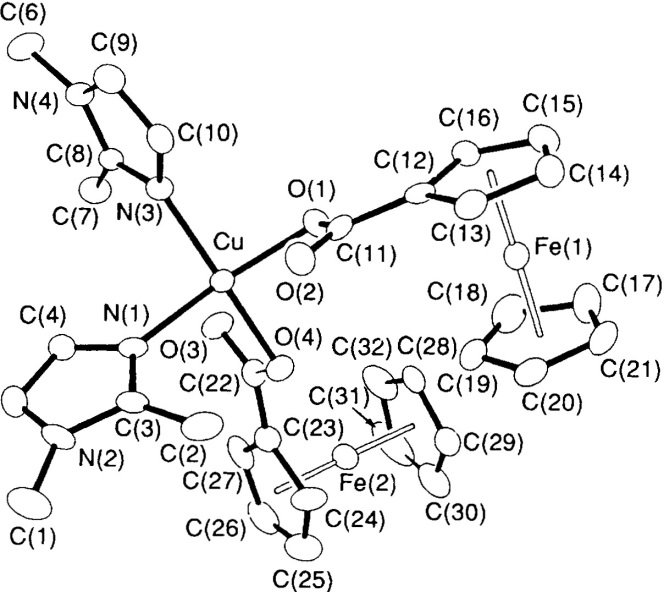 C(6)
C(9)
N(4)
C(10)
C(8)
C(7)
N(3)
C(16)
C(15)
C(12)
C(14)
O(1)
C(13)
Cu
C(11)
Fe(1)
O(2)
C(18)
C(17)
C(4)
N(1)
O(3)
O(4)
C(32)
C(28)
C(19)
C(21)
C(20)
C(22)
C(31)
C(3)
C(2)
C(23)
C(29)
N(2)
C(27)
Fe(2)
C(30)
C(1)
C(26)
C(24)
C(25)